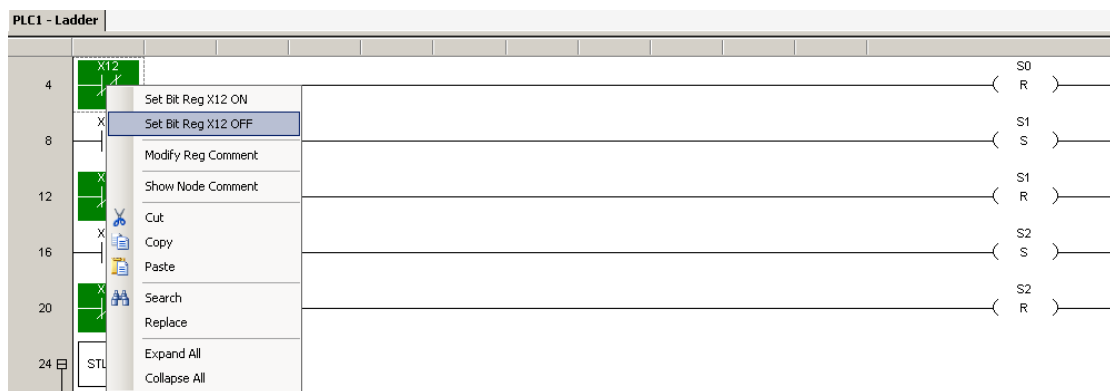 PLC1 - Ladder
X12
S0
4
R
Set Bit Reg X12 ON
X
Set Bit Reg X12 OFF
S1
8
S
Modify Reg Comment
X
Show Node Comment
S1
12
R
Cut
X
Copy
S2
16
S
Paste
X
Search
S2
20
R
Replace
24
STL
Expand All
Collapse All